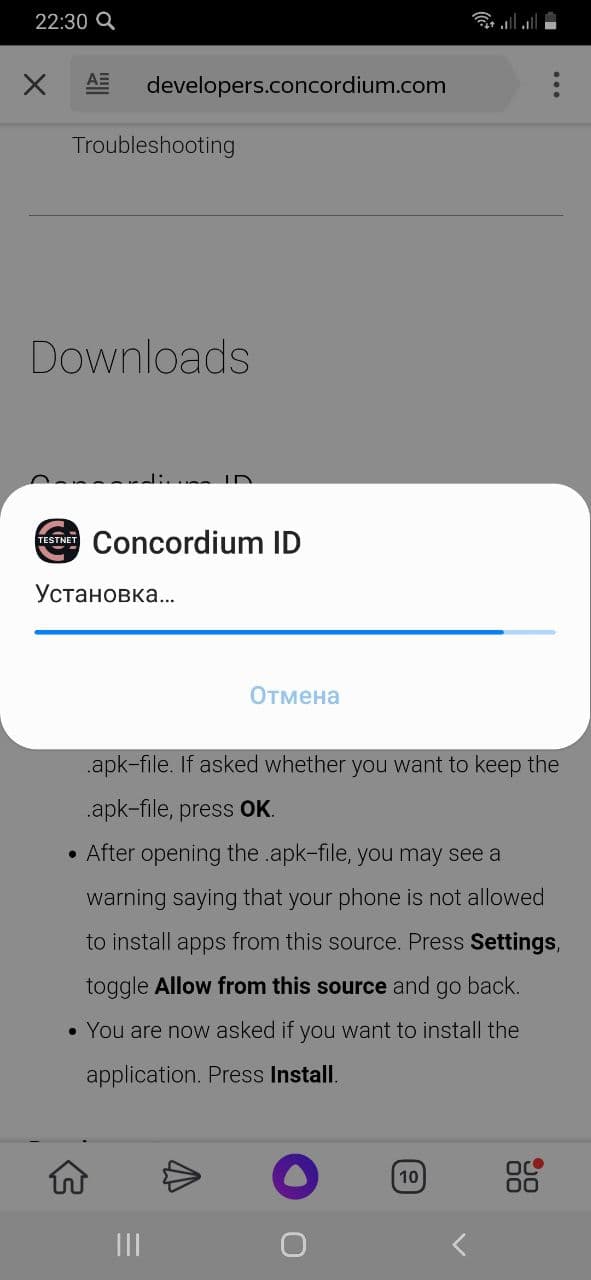 22:30
developers.concordium.com
Troubleshooting
Downloads
Concordium ID
TESTNET
Concordium ID
Установка...
Отмена
.apk-file. If asked whether you want to keep the
.apk-file, press OK.
• After opening the .apk-file, you may see a
warning saying that your phone is not allowed
to install apps from this source. Press Settings,
toggle Allow from this source and go back.
• You are now asked if you want to install the
application. Press Install.
10